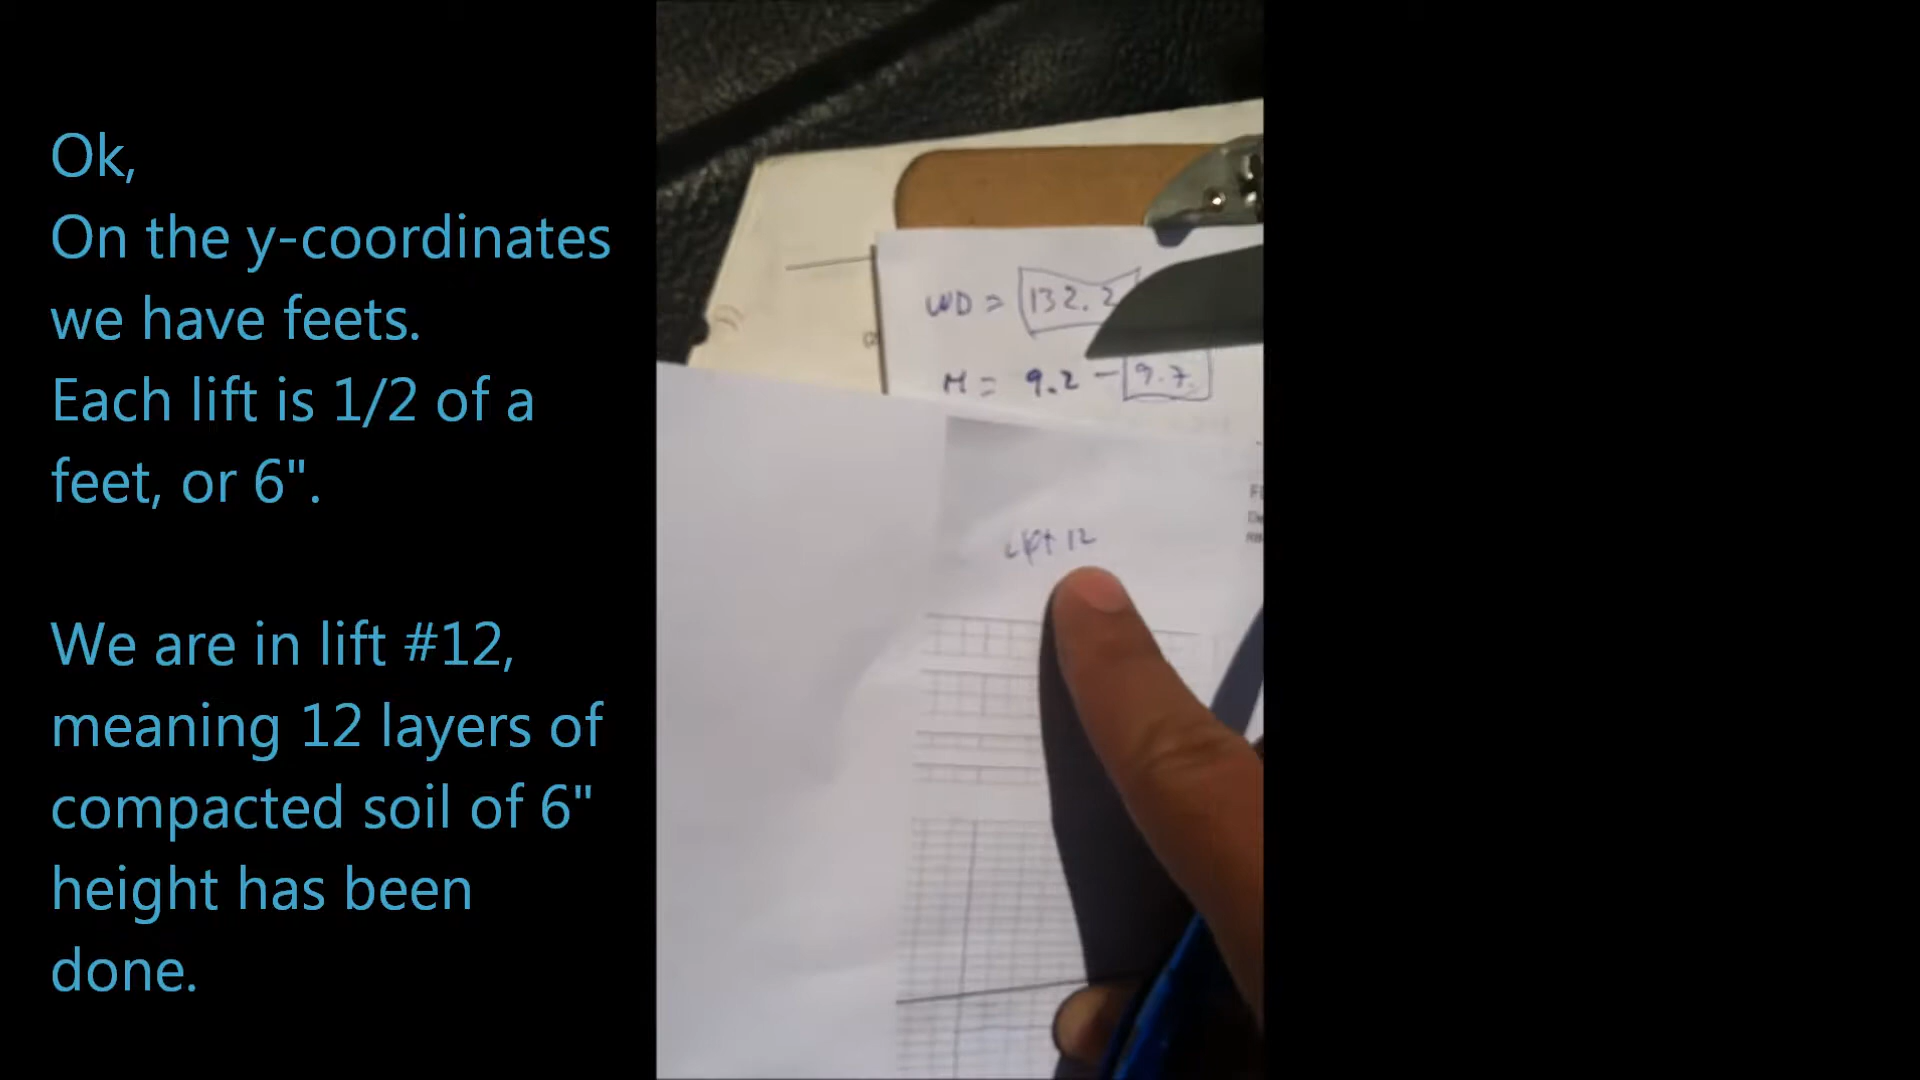 Ok,
On the y-coordinates
we have feets.
Each lift is 1/2 of a
feet, or 6".
We are in lift #12,
meaning 12 layers of
compacted soil of 6"
height has been
done.
WD = 132.2
M = 9.2 - 9.7
Lift 12